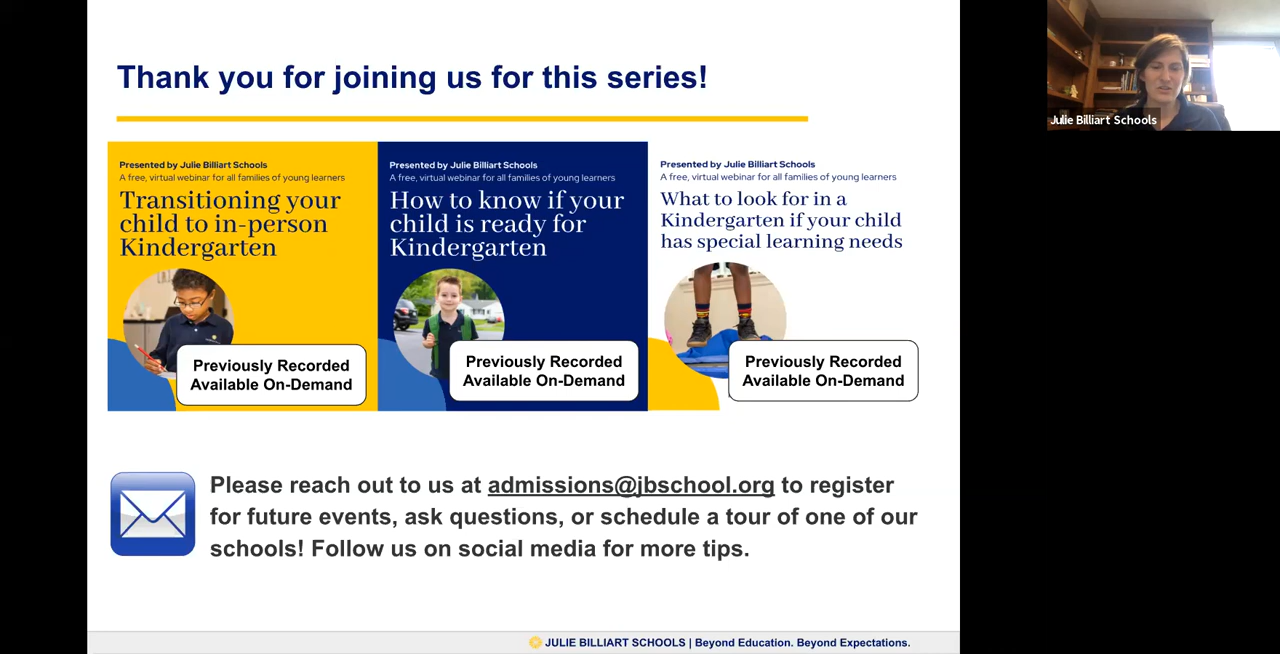 Thank you for joining us for this series!
Presented by Julie Billiart Schools
A free, virtual webinar for all families of young learners
Transitioning your
child to in-person
Kindergarten
Previously Recorded
Available On-Demand
Presented by Julie Billiart Schools
A free, virtual webinar for all families of young learners
How to know if your
child is ready for
Kindergarten
Previously Recorded
Available On-Demand
Presented by Julie Billiart Schools
A free, virtual webinar for all families of young learners
What to look for in a
Kindergarten if your child
has special learning needs
Previously Recorded
Available On-Demand
Please reach out to us at admissions@jbschool.org to register
for future events, ask questions, or schedule a tour of one of our
schools! Follow us on social media for more tips.
JULIE BILLIART SCHOOLS | Beyond Education. Beyond Expectations.
Julie Billiart Schools